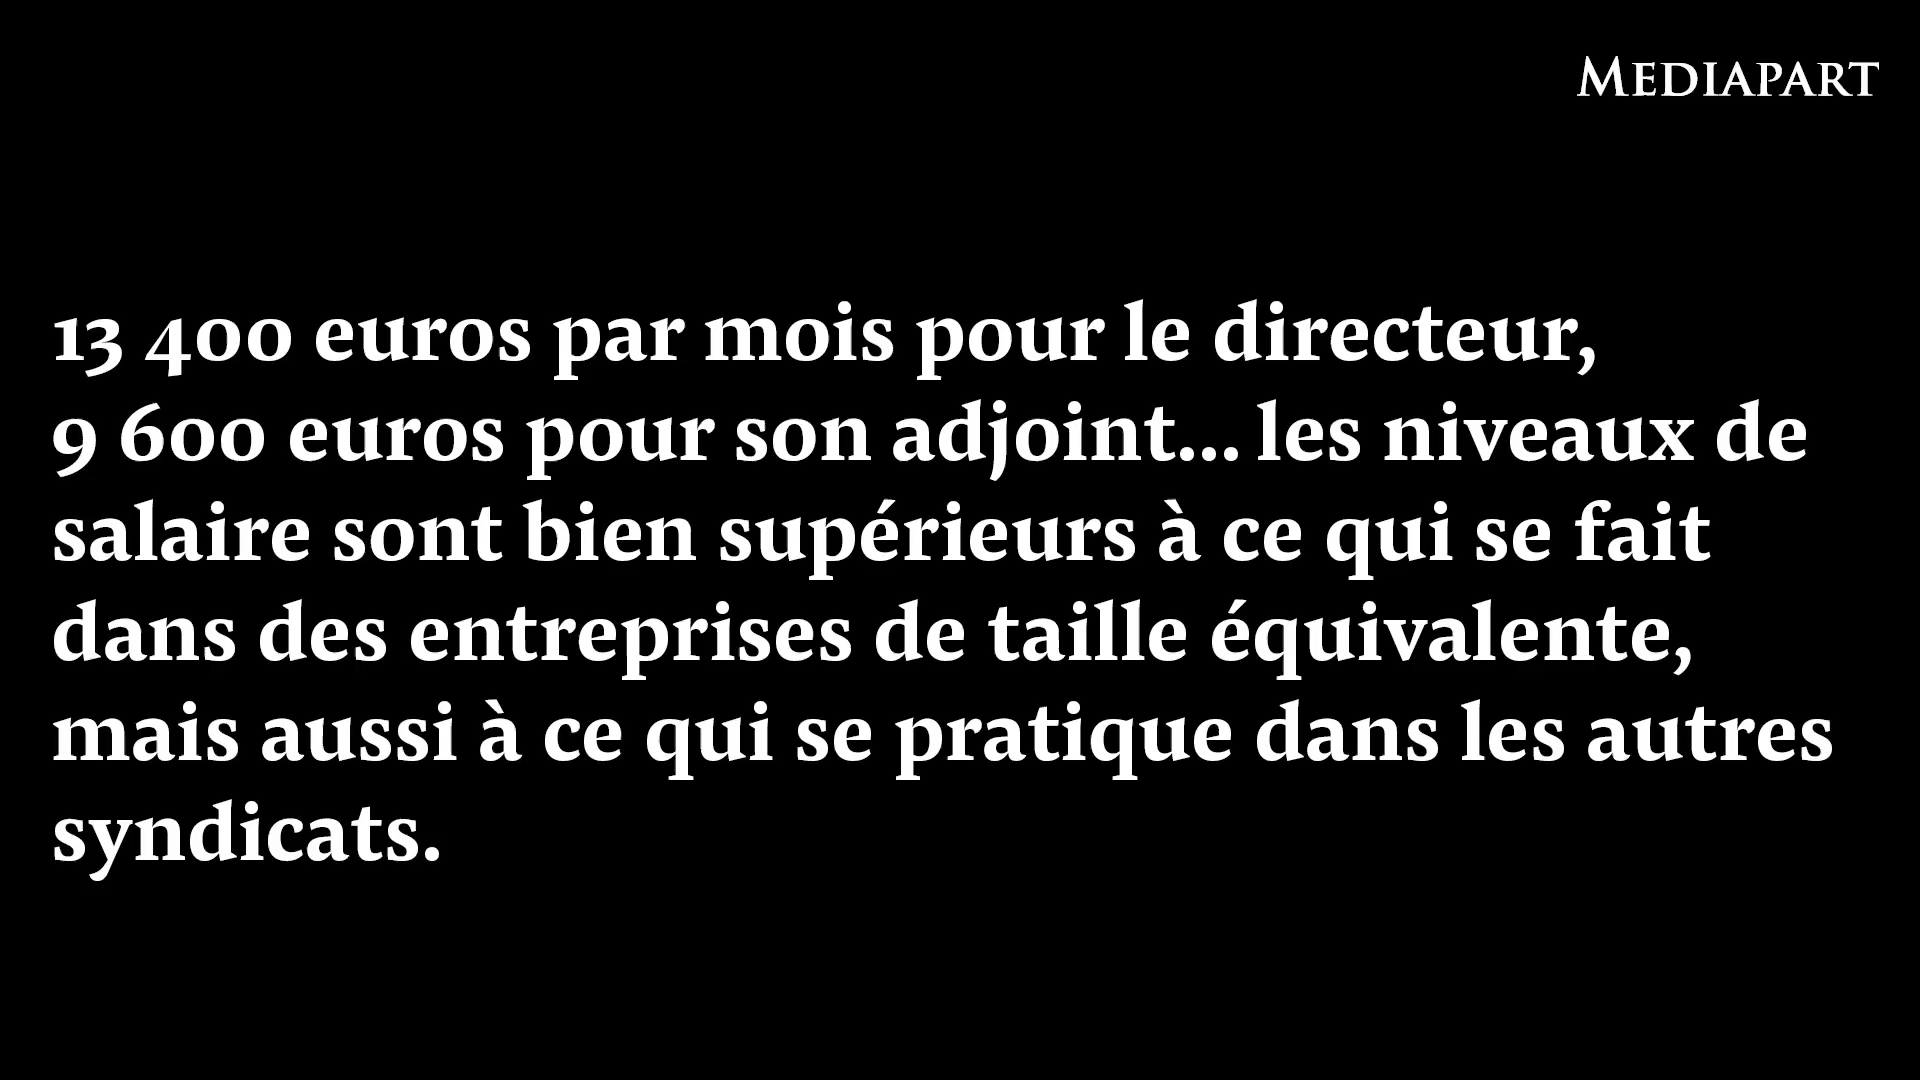 MEDIAPART
13 400 euros par mois pour le directeur,
9 600 euros pour son adjoint... les niveaux de
salaire sont bien supérieurs à ce qui se fait
dans des entreprises de taille équivalente,
mais aussi à ce qui se pratique dans les autres
syndicats.